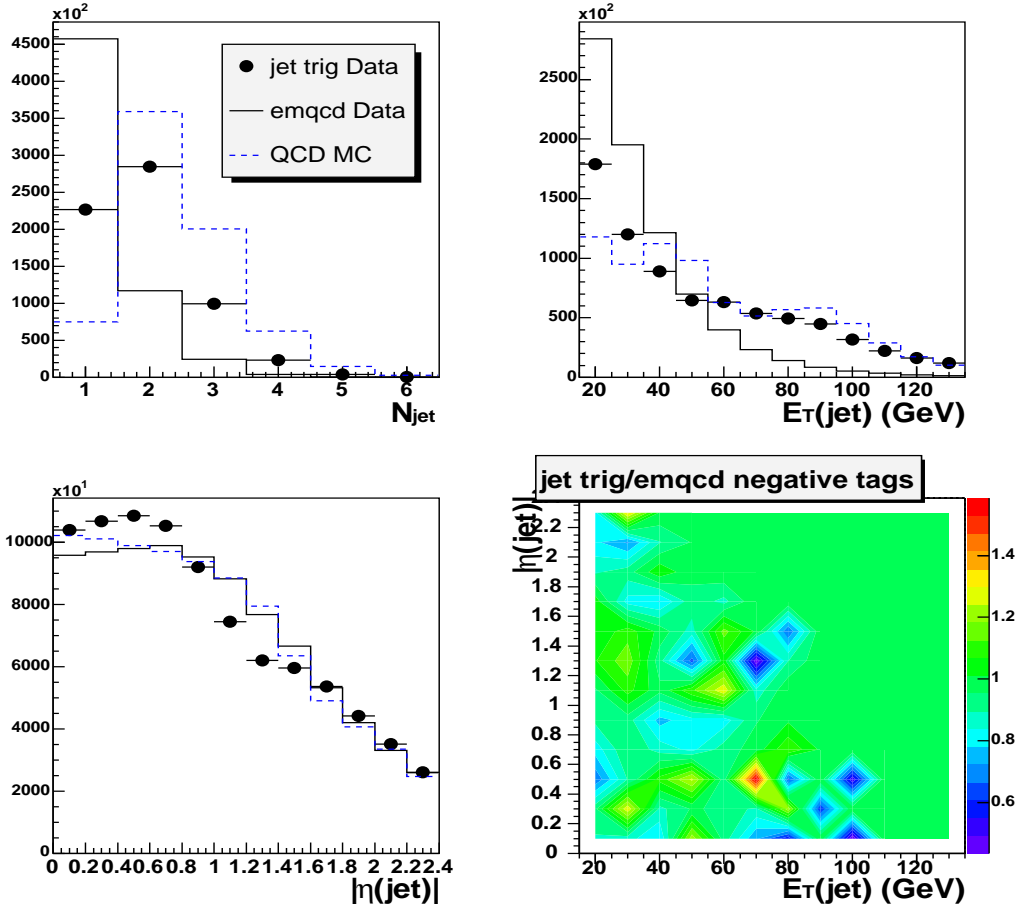 x10²
4500
4000
3500
3000
2500
2000
1500
1000
500
0
1 2 3 4 5 6
Njet
jet trig Data
emqcd Data
QCD MC
x10²
2500
2000
1500
1000
500
0
20 40 60 80 100 120
ET(jet) (GeV)
x10¹
10000
8000
6000
4000
2000
0
0 0.2 0.4 0.6 0.8 1 1.2 1.4 1.6 1.8 2 2.2 2.4
|η(jet)|
jet trig/emqcd negative tags
|η(jet)|
2.2
2
1.8
1.6
1.4
1.2
1
0.8
0.6
0.4
0.2
0
20 40 60 80 100 120
ET(jet) (GeV)
1.4
1.2
1
0.8
0.6